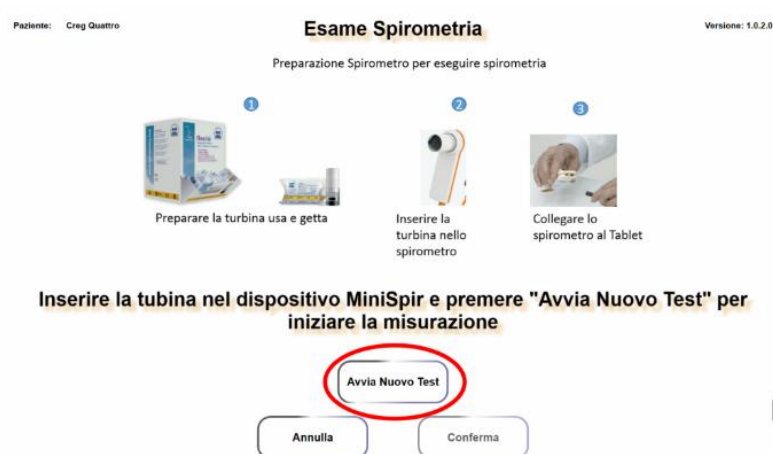 Paziente: Creg Quattro
Esame Spirometria
Versione: 1.0.2.0
Preparazione Spirometro per eseguire spirometria
1
2
3
Preparare la turbina usa e getta
Inserire la
turbina nello
spirometro
Collegare lo
spirometro al Tablet
Inserire la tubina nel dispositivo MiniSpir e premere "Avvia Nuovo Test" per
iniziare la misurazione
Avvia Nuovo Test
Annulla
Conferma